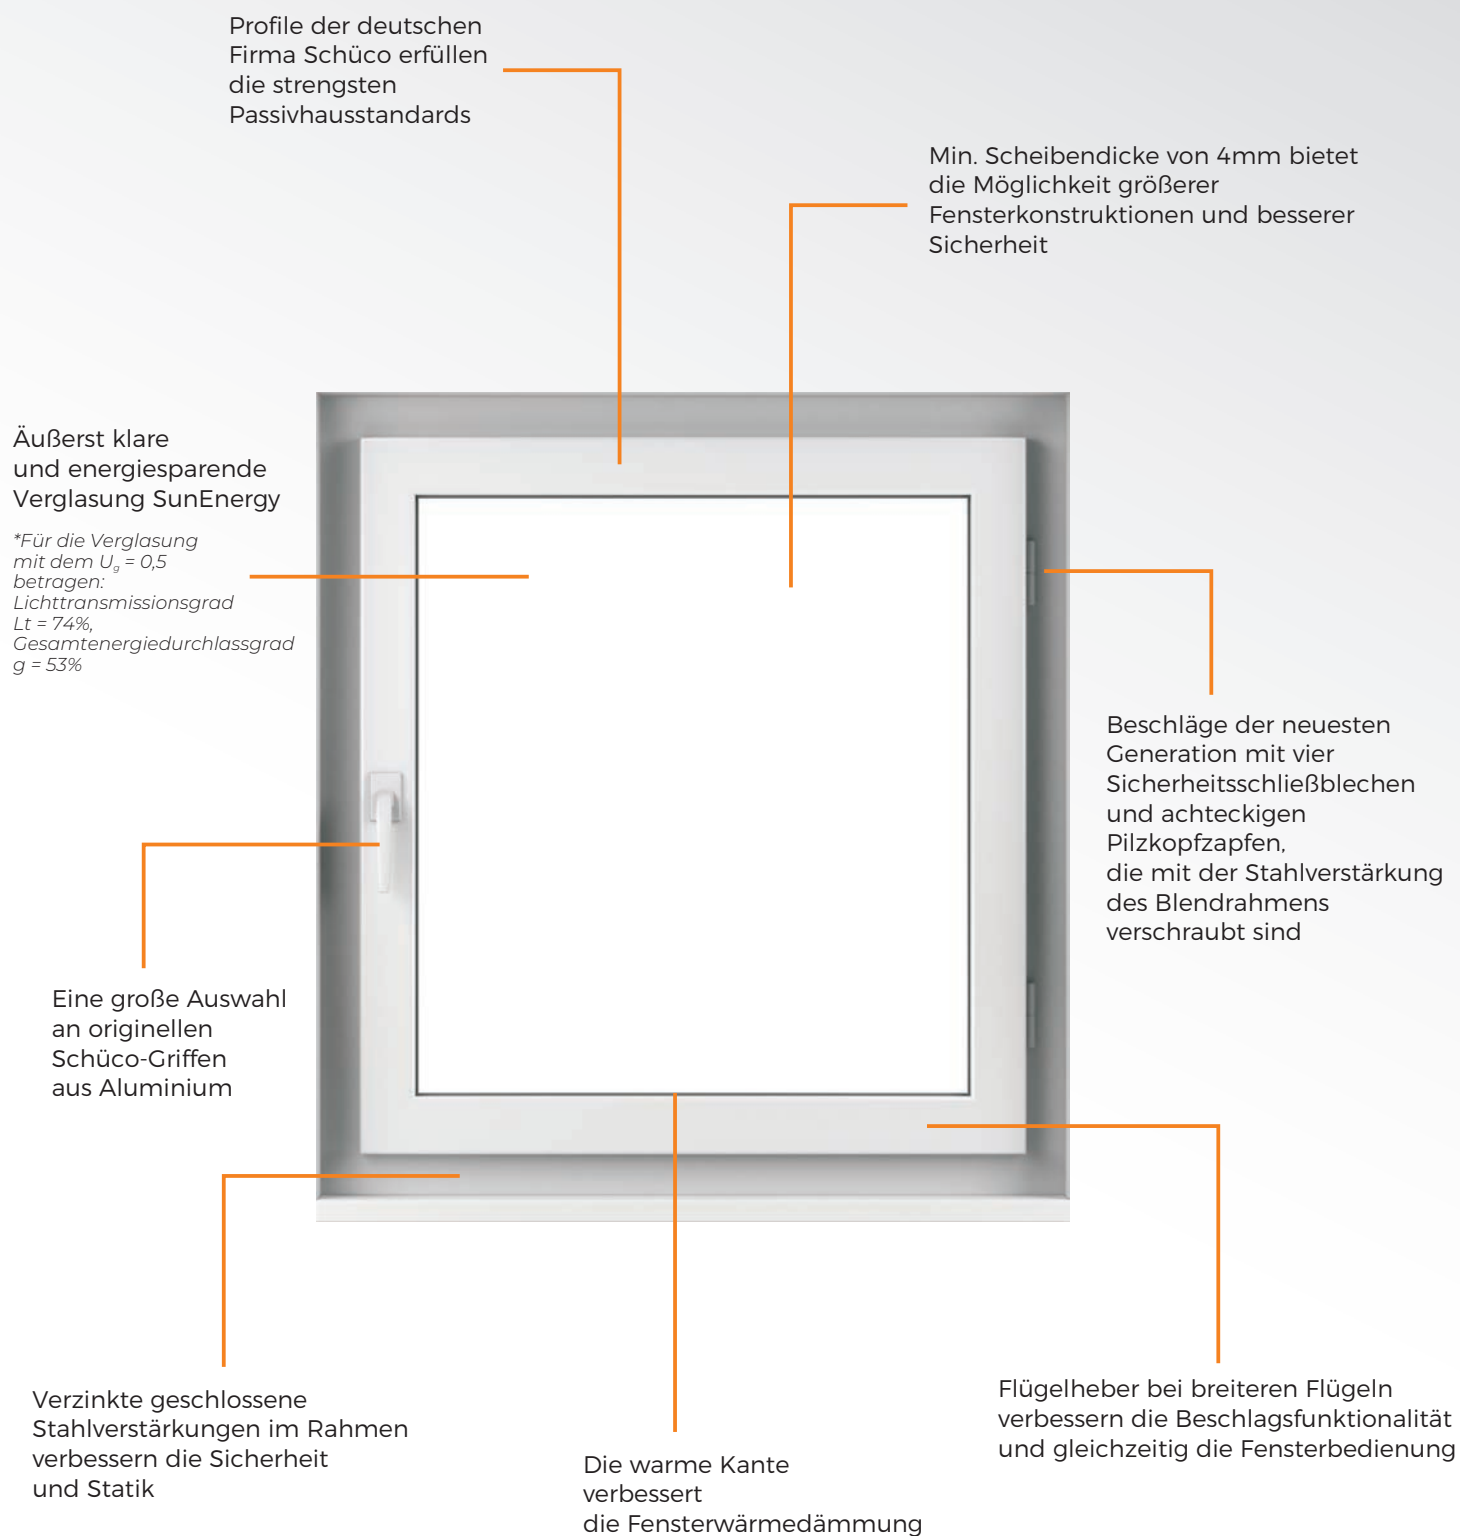 Profile der deutschen
Firma Schüco erfüllen
die strengsten
Passivhausstandards
Min. Scheibendicke von 4mm bietet
die Möglichkeit größerer
Fensterkonstruktionen und besserer
Sicherheit
Äußerst klare
und energiesparende
Verglasung SunEnergy
*Für die Verglasung
mit dem Ug = 0,5
betragen:
Lichttransmissionsgrad
Lt = 74%,
Gesamtenergiedurchlassgrad
g = 53%
Beschläge der neuesten
Generation mit vier
Sicherheitsschließblechen
und achteckigen
Pilzkopfzapfen,
die mit der Stahlverstärkung
des Blendrahmens
verschraubt sind
Eine große Auswahl
an originellen
Schüco-Griffen
aus Aluminium
Verzinkte geschlossene
Stahlverstärkungen im Rahmen
verbessern die Sicherheit
und Statik
Die warme Kante
verbessert
die Fensterwärmedämmung
Flügelheber bei breiteren Flügeln
verbessern die Beschlagsfunktionalität
und gleichzeitig die Fensterbedienung